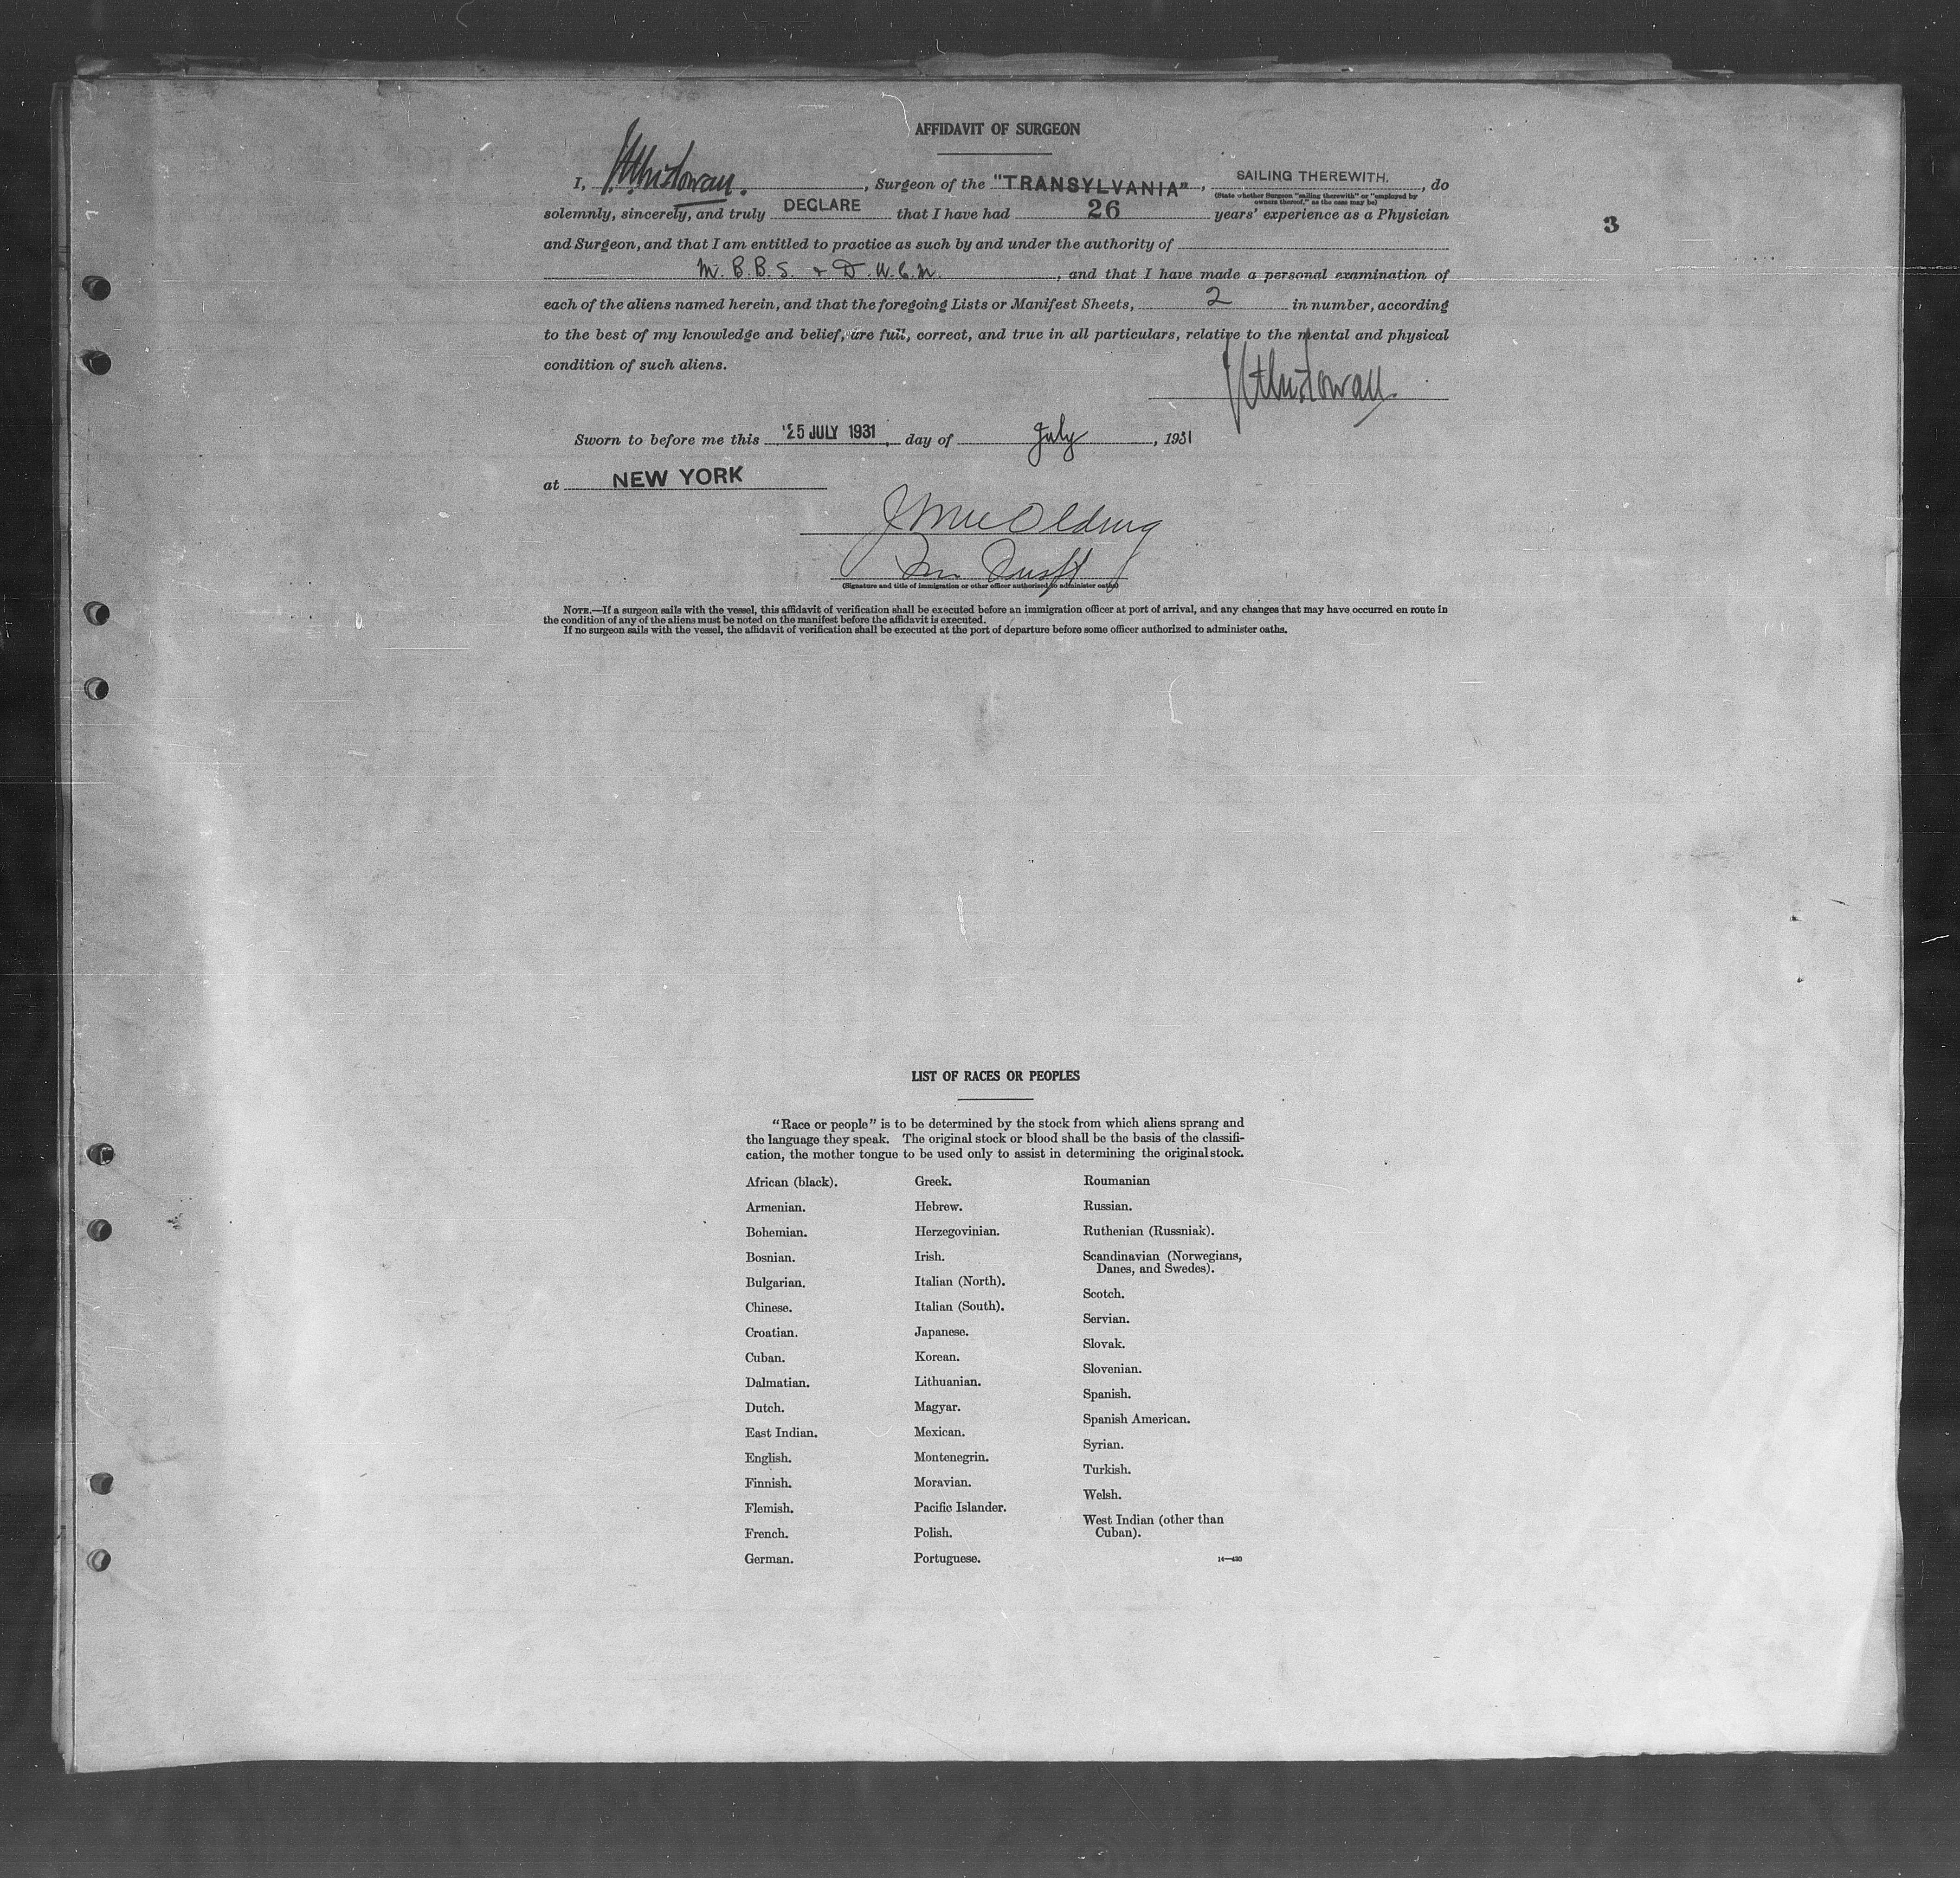 AFFIDAVIT OF SURGEON
I, , Surgeon of the "TRANSYLVANIA", SAILING THEREWITH, do
(State whether Surgeon "sailing therewith" or "employed by
owners thereof," as the case may be)
solemnly, sincerely, and truly DECLARE that I have had 26 years' experience as a Physician
3
and Surgeon, and that I am entitled to practice as such by and under the authority of
M. B. B. S. & D., and that I have made a personal examination of
each of the aliens named herein, and that the foregoing Lists or Manifest Sheets, 2 in number, according
to the best of my knowledge and belief, are full, correct, and true in all particulars, relative to the mental and physical
condition of such aliens.
Sworn to before me this 25 JULY 1931, day of July, 1931
at NEW YORK
(Signature and title of immigration or other officer authorized to administer oaths)
NOTE.—If a surgeon sails with the vessel, this affidavit of verification shall be executed before an immigration officer at port of arrival, and any changes that may have occurred en route in
the condition of any of the aliens must be noted on the manifest before the affidavit is executed.
If no surgeon sails with the vessel, the affidavit of verification shall be executed at the port of departure before some officer authorized to administer oaths.
LIST OF RACES OR PEOPLES
"Race or people" is to be determined by the stock from which aliens sprang and
the language they speak. The original stock or blood shall be the basis of the classifi-
cation, the mother tongue to be used only to assist in determining the original stock.
African (black).
Armenian.
Bohemian.
Bosnian.
Bulgarian.
Chinese.
Croatian.
Cuban.
Dalmatian.
Dutch.
East Indian.
English.
Finnish.
Flemish.
French.
German.
Greek.
Hebrew.
Herzegovinian.
Irish.
Italian (North).
Italian (South).
Japanese.
Korean.
Lithuanian.
Magyar.
Mexican.
Montenegrin.
Moravian.
Pacific Islander.
Polish.
Portuguese.
Roumanian
Russian.
Ruthenian (Russniak).
Scandinavian (Norwegians,
Danes, and Swedes).
Scotch.
Servian.
Slovak.
Slovenian.
Spanish.
Spanish American.
Syrian.
Turkish.
Welsh.
West Indian (other than
Cuban).
14—430